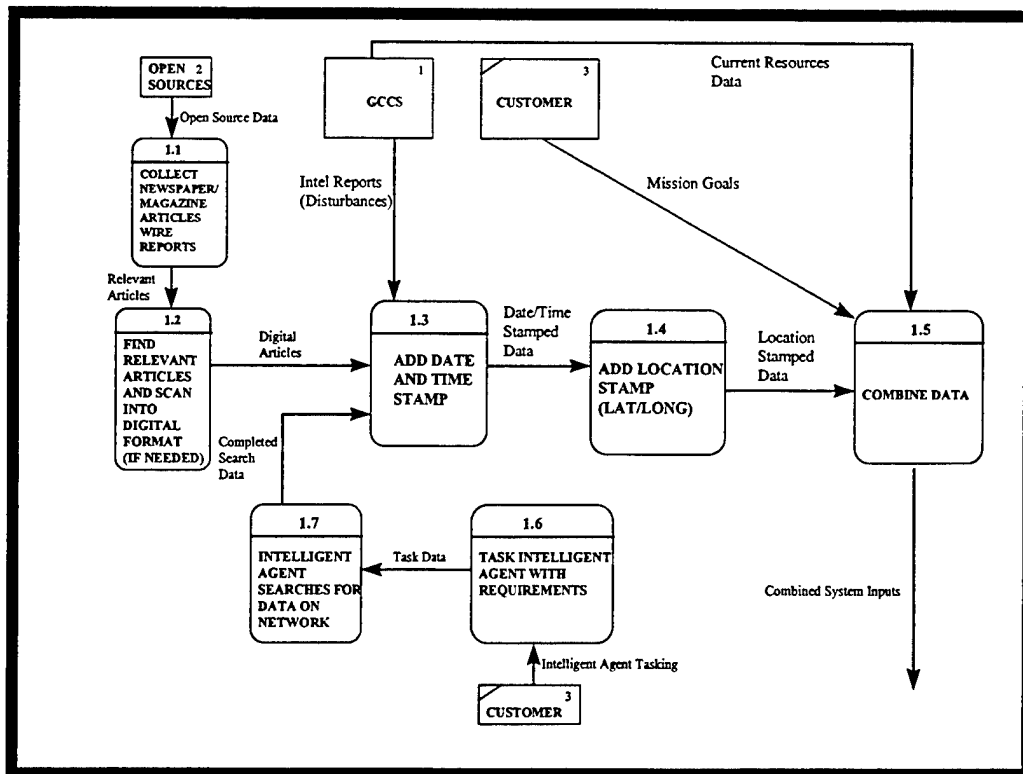 OPEN 2
SOURCES
Open Source Data
1.1
COLLECT
NEWSPAPER/
MAGAZINE
ARTICLES
WIRE
REPORTS
Relevant
Articles
1.2
FIND
RELEVANT
ARTICLES
AND SCAN
INTO
DIGITAL
FORMAT
(IF NEEDED)
1
GCCS
3
CUSTOMER
Current Resources
Data
Intel Reports
(Disturbances)
Mission Goals
Digital
Articles
1.3
ADD DATE
AND TIME
STAMP
Date/Time
Stamped
Data
1.4
ADD LOCATION
STAMP
(LAT/LONG)
Location
Stamped
Data
1.5
COMBINE DATA
Completed
Search
Data
1.7
INTELLIGENT
AGENT
SEARCHES FOR
DATA ON
NETWORK
Task Data
1.6
TASK INTELLIGENT
AGENT WITH
REQUIREMENTS
Combined System Inputs
Intelligent Agent Tasking
3
CUSTOMER